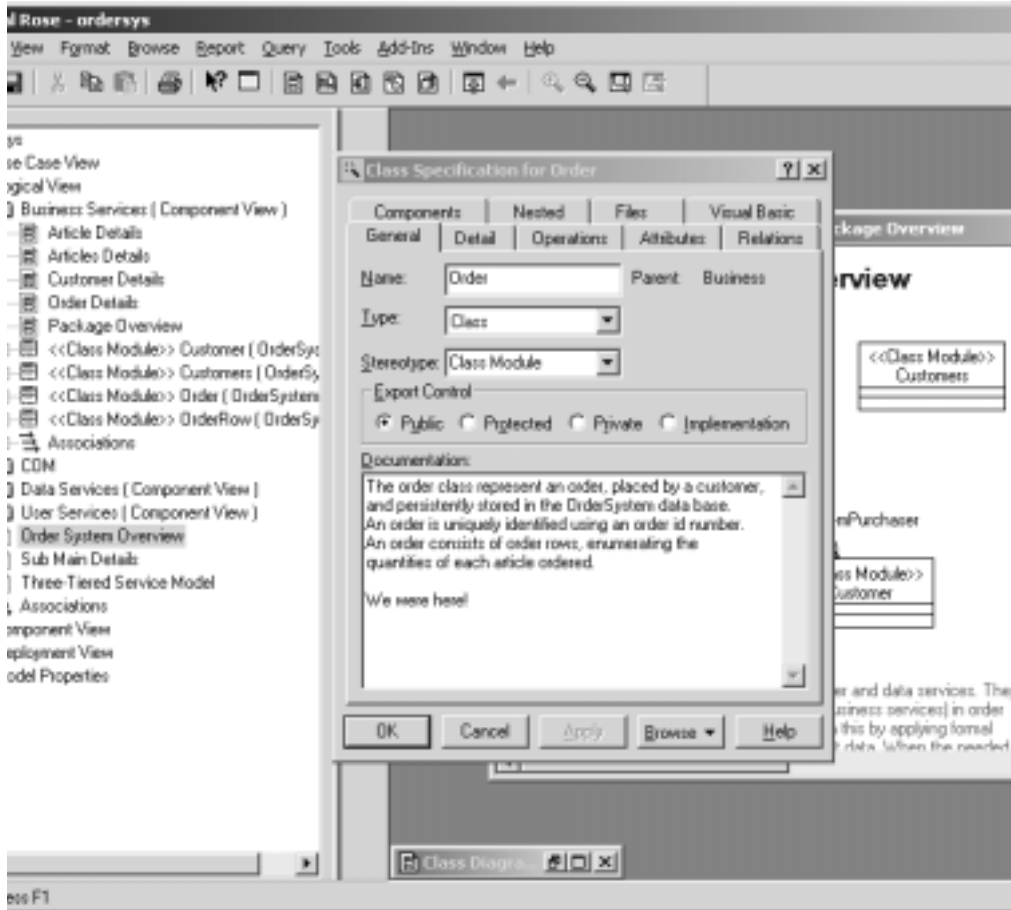 l Rose - ordersys
View Format Browse Report Query Tools Add-Ins Window Help
ys
se Case View
ogical View
Business Services ( Component View )
Article Details
Articles Details
Customer Details
Order Details
Package Overview
<<Class Module>> Customer ( OrderSys
<<Class Module>> Customers ( OrderSy
<<Class Module>> Order ( OrderSystem
<<Class Module>> OrderRow ( OrderSy
Associations
COM
Data Services ( Component View )
User Services ( Component View )
Order System Overview
Sub Main Details
Three-Tiered Service Model
Associations
omponent View
eployment View
odel Properties
ess F1
Class Specification for Order
Components Nested Files Visual Basic
General Detail Operations Attributes Relations
Name: Order Parent: Business
Type: Class
Stereotype: Class Module
Export Control
Public Protected Private Implementation
Documentation:
The order class represent an order, placed by a customer,
and persistently stored in the OrderSystem data base.
An order is uniquely identified using an order id number.
An order consists of order rows, enumerating the
quantities of each article ordered.
We were here!
OK Cancel Apply Browse Help
ckage Overview
erview
<<Class Module>>
Customers
mPurchaser
ss Module>>
Customer
er and data services. They
usiness services) in order
this by applying formal
t data. When the needed
Class Diagra...